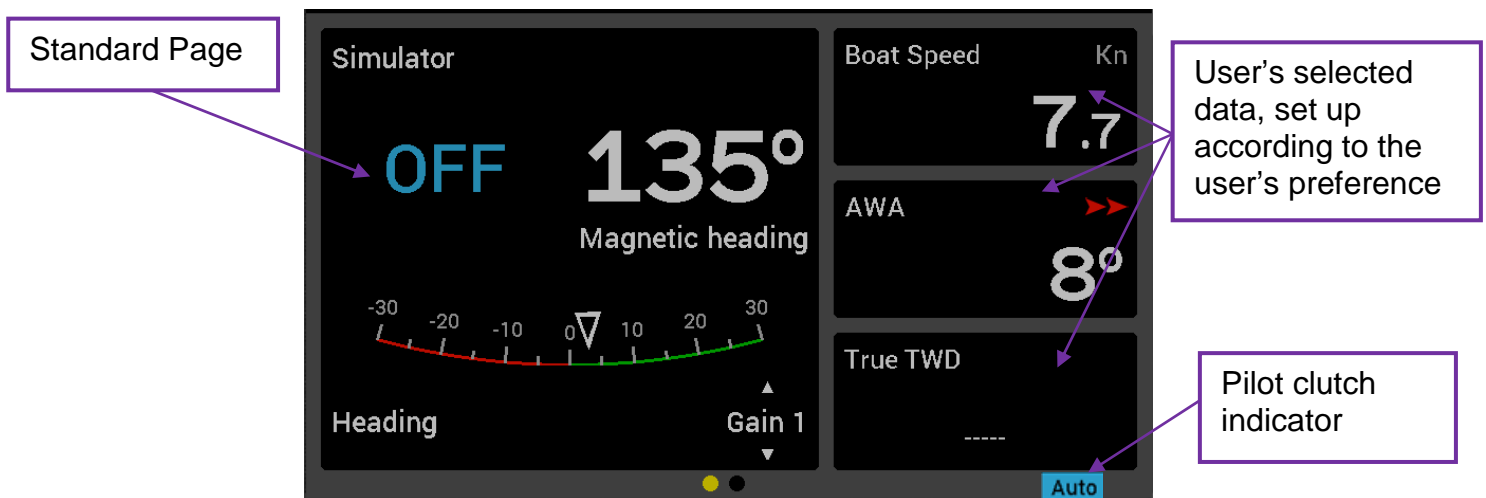 Standard Page
Simulator
OFF
135º
Magnetic heading
-30 -20 -10 0 10 20 30
Heading
Gain 1
Boat Speed Kn
7.7
AWA
8º
True TWD
-----
Auto
User’s selected
data, set up
according to the
user’s preference
Pilot clutch
indicator